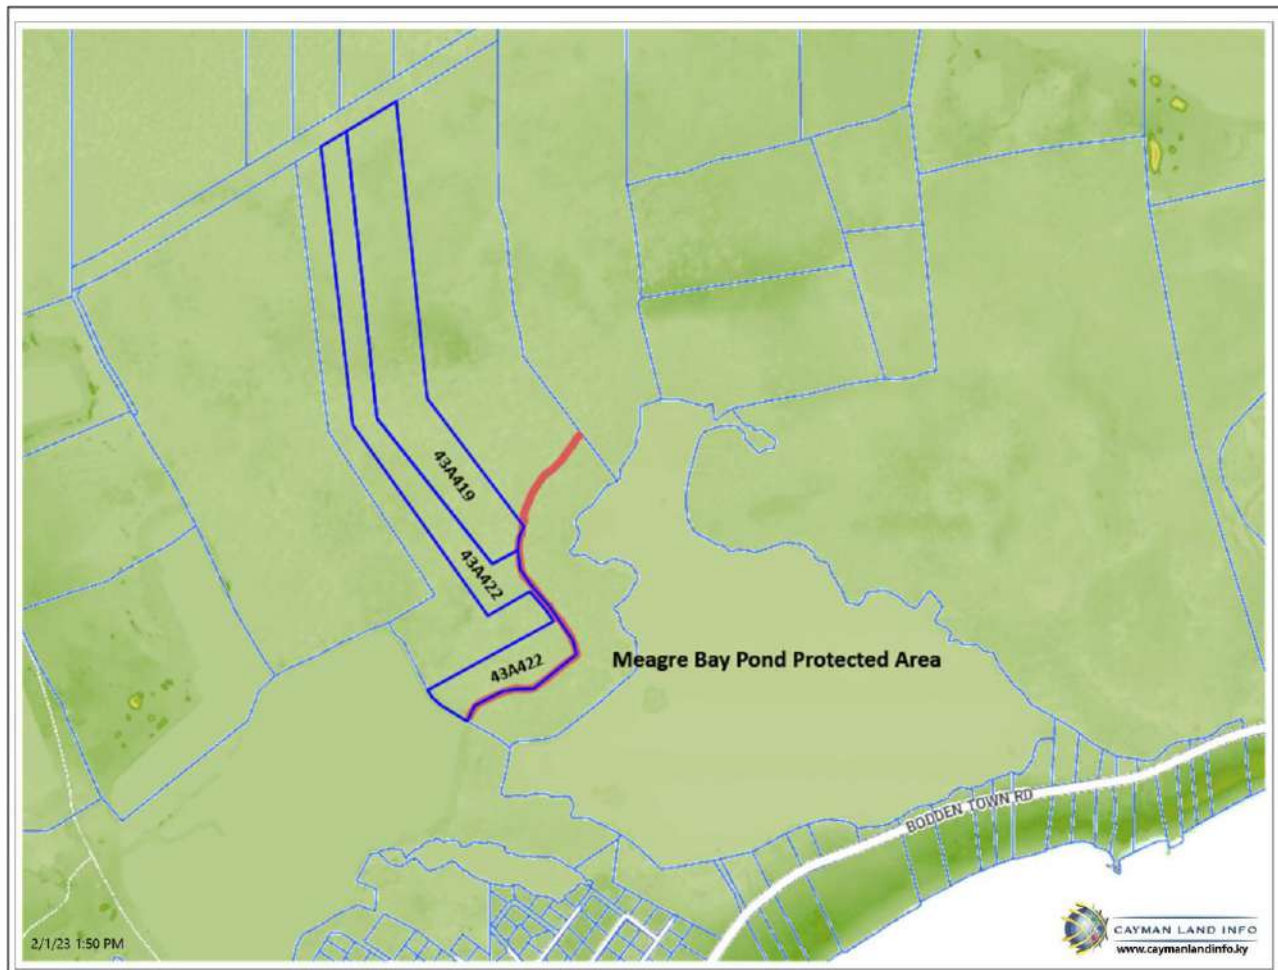 43A419
43A422
43A422
Meagre Bay Pond Protected Area
BODDEN TOWN RD
2/1/23 1:50 PM
CAYMAN LAND INFO
www.caymanlandinfo.ky